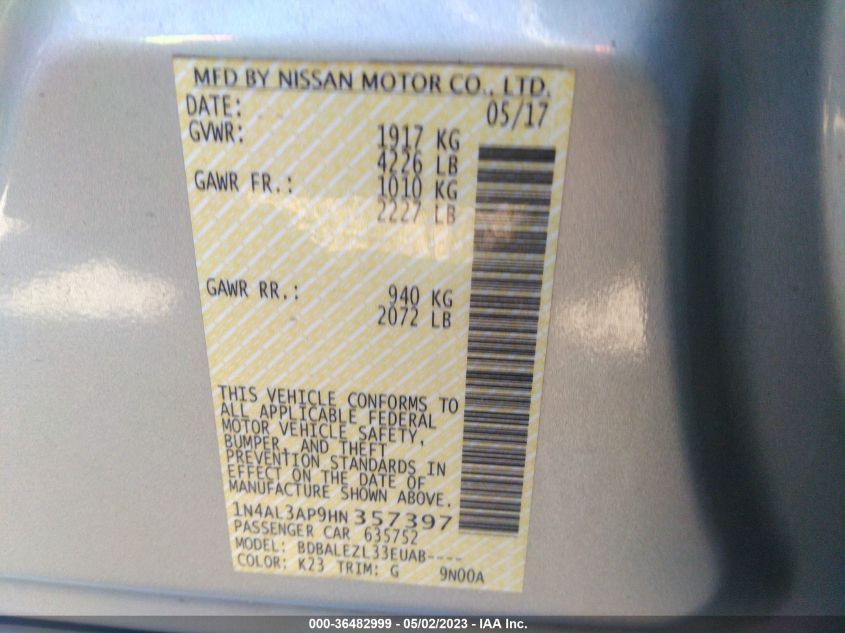 MFD BY NISSAN MOTOR CO., LTD.
DATE: 05/17
GVWR: 1917 KG
4226 LB
GAWR FR.: 1010 KG
2227 LB
GAWR RR.: 940 KG
2072 LB
THIS VEHICLE CONFORMS TO
ALL APPLICABLE FEDERAL
MOTOR VEHICLE SAFETY,
BUMPER, AND THEFT
PREVENTION STANDARDS IN
EFFECT ON THE DATE OF
MANUFACTURE SHOWN ABOVE.
1N4AL3AP9HN 357397
PASSENGER CAR 635752
MODEL: BDBALEZL33EUAB----
COLOR: K23 TRIM: G 9N00A
000-36482999 - 05/02/2023 - IAA Inc.